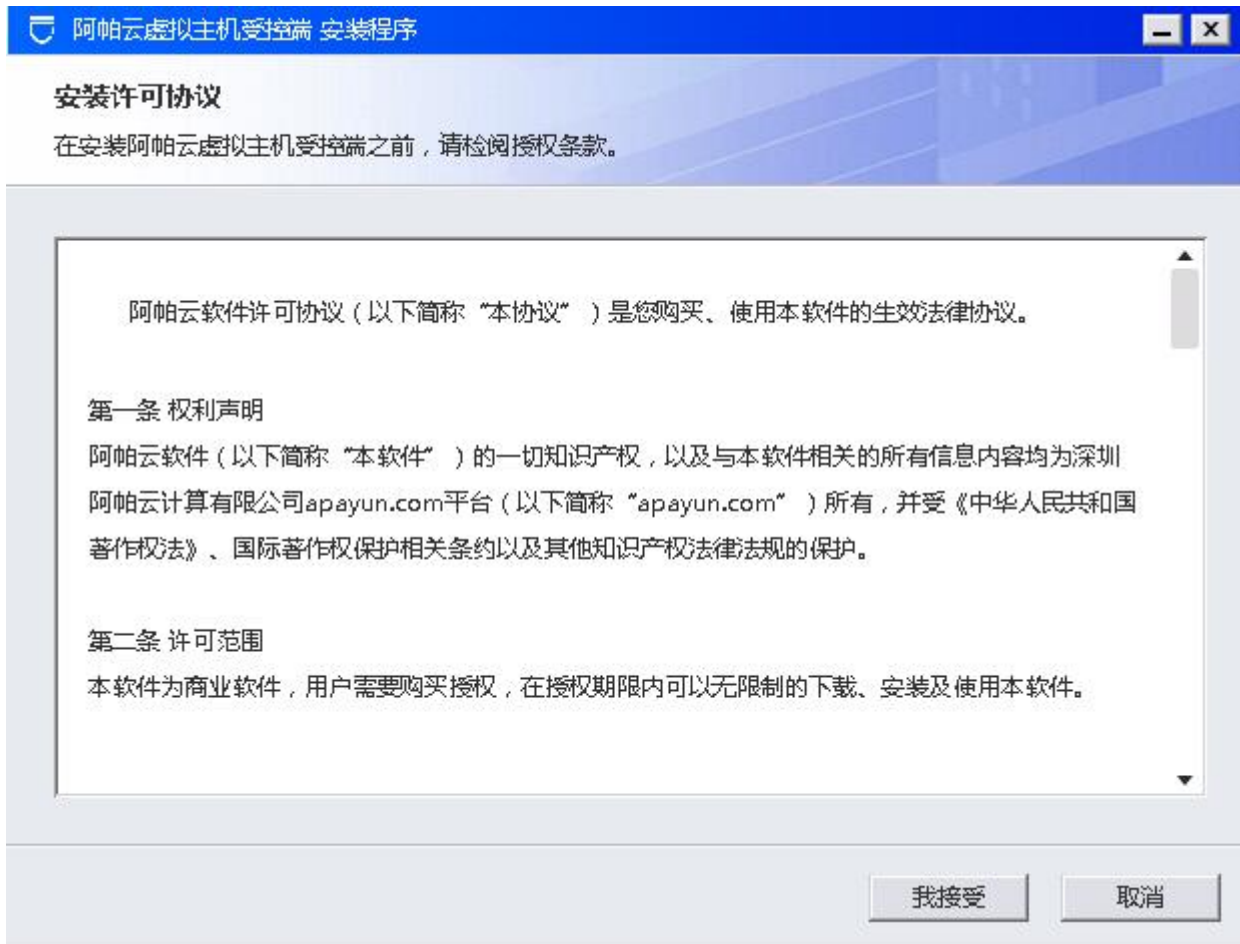 阿帕云虚拟主机受控端 安装程序
安装许可协议
在安装阿帕云虚拟主机受控端之前，请检阅授权条款。
阿帕云软件许可协议（以下简称“本协议”）是您购买、使用本软件的生效法律协议。
第一条 权利声明
阿帕云软件（以下简称“本软件”）的一切知识产权，以及与本软件相关的所有信息内容均为深圳
阿帕云计算有限公司apayun.com平台（以下简称“apayun.com”）所有，并受《中华人民共和国
著作权法》、国际著作权保护相关条约以及其他知识产权法律法规的保护。
第二条 许可范围
本软件为商业软件，用户需要购买授权，在授权期限内可以无限制的下载、安装及使用本软件。
我接受
取消